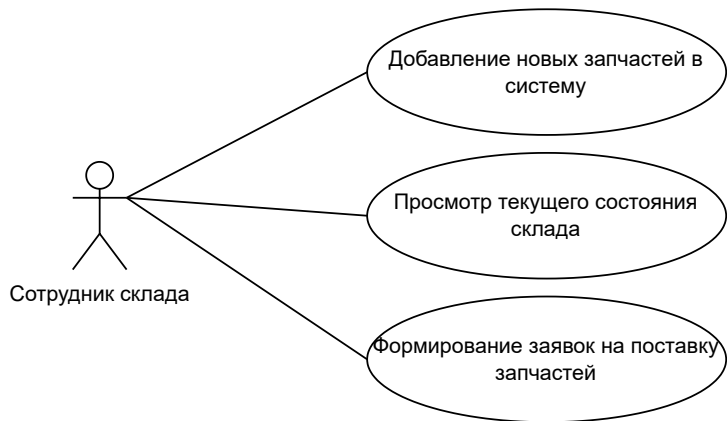 Добавление новых запчастей в
систему
Просмотр текущего состояния
склада
Сотрудник склада
Формирование заявок на поставку
запчастей